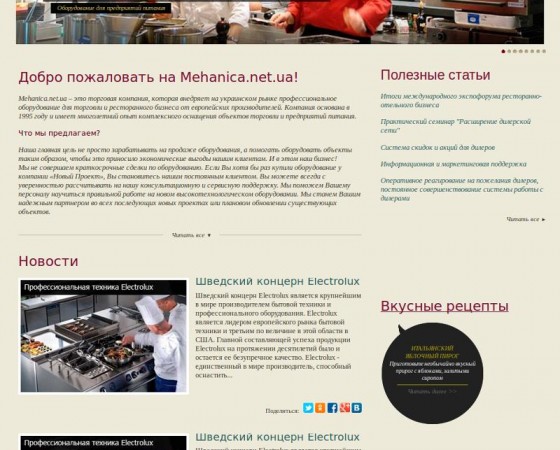 Оборудование для предприятий питания
Добро пожаловать на Mehanica.net.ua!
Mehanica.net.ua – это торговая компания, которая внедряет на украинском рынке профессиональное
оборудование для торговли и ресторанного бизнеса от европейских производителей. Компания основана в
1995 году и имеет многолетний опыт комплексного оснащения объектов торговли и предприятий питания.
Что мы предлагаем?
Наша главная цель не просто зарабатывать на продаже оборудования, а помогать оборудовать объекты
таким образом, чтобы это приносило экономические выгоды нашим клиентам. И в этом наш бизнес!
Мы не совершаем краткосрочные сделки по оборудованию. Если Вы хотя бы раз купили оборудование у
компании «Новый Проект», Вы становитесь нашим постоянным клиентом. Вы можете всегда с
уверенностью рассчитывать на нашу консультационную и сервисную поддержку. Мы поможем Вашему
персоналу научиться правильной работе на новом высокотехнологическом оборудовании. Мы станем Вашим
надежным партнером во всех последующих новых проектах или плановом обновлении существующих
объектов.
Читать все ▼
Новости
Профессиональная техника Electrolux
Шведский концерн Electrolux
Шведский концерн Electrolux является крупнейшим
в мире производителем бытовой техники и
профессионального оборудования. Electrolux
является лидером европейского рынка бытовой
техники и третьим по величине в этой области в
США. Главной составляющей успеха продукции
Electrolux на протяжении десятилетий было и
остается ее безупречное качество. Electrolux -
единственный в мире производитель, способный
оснастить...
Поделиться:
Профессиональная техника Electrolux
Шведский концерн Electrolux
Полезные статьи
Итоги международного экспофорума ресторанно-
отельного бизнеса
Практический семинар "Расширение дилерской
сети"
Система скидок и акций для дилеров
Информационная и маркетинговая поддержка
Оперативное реагирование на пожелания дилеров,
постоянное совершенствование системы работы с
дилерами
Читать все ►
Вкусные рецепты
ИТАЛЬЯНСКИЙ
ЯБЛОЧНЫЙ ПИРОГ
Приготовьте необычайно вкусный
пирог с яблоками, залитыми
сиропом
Читать далее >>